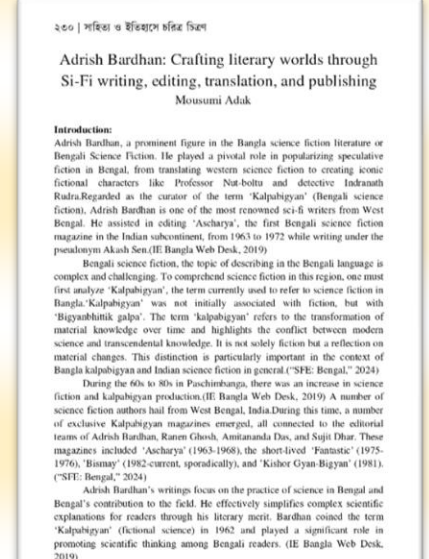 ২৩০ | সাহিত্য ও ইতিহাসে চরিত্র চিত্রণ
Adrish Bardhan: Crafting literary worlds through
Si-Fi writing, editing, translation, and publishing
Mousumi Adak
Introduction:
Adrish Bardhan, a prominent figure in the Bangla science fiction literature or
Bengali Science Fiction. He played a pivotal role in popularizing speculative
fiction in Bengal, from translating western science fiction to creating iconic
fictional characters like Professor Nut-boltu and detective Indranath
Rudra.Regarded as the curator of the term 'Kalpabigyan' (Bengali science
fiction), Adrish Bardhan is one of the most renowned sci-fi writers from West
Bengal. He assisted in editing 'Ascharya', the first Bengali science fiction
magazine in the Indian subcontinent, from 1963 to 1972 while writing under the
pseudonym Akash Sen.(IE Bangla Web Desk, 2019)
Bengali science fiction, the topic of describing in the Bengali language is
complex and challenging. To comprehend science fiction in this region, one must
first analyze 'Kalpabigyan', the term currently used to refer to science fiction in
Bangla.'Kalpabigyan' was not initially associated with fiction, but with
'Bigyanbhittik galpa'. The term 'kalpabigyan' refers to the transformation of
material knowledge over time and highlights the conflict between modern
science and transcendental knowledge. It is not solely fiction but a reflection on
material changes. This distinction is particularly important in the context of
Bangla kalpabigyan and Indian science fiction in general.("SFE: Bengal," 2024)
During the 60s to 80s in Paschimbanga, there was an increase in science
fiction and kalpabigyan production.(IE Bangla Web Desk, 2019) A number of
science fiction authors hail from West Bengal, India.During this time, a number
of exclusive Kalpabigyan magazines emerged, all connected to the editorial
teams of Adrish Bardhan, Ranen Ghosh, Amitananda Das, and Sujit Dhar. These
magazines included 'Ascharya' (1963-1968), the short-lived 'Fantastic' (1975-
1976), 'Bismay' (1982-current, sporadically), and 'Kishor Gyan-Bigyan' (1981).
("SFE: Bengal," 2024)
Adrish Bardhan's writings focus on the practice of science in Bengal and
Bengal's contribution to the field. He effectively simplifies complex scientific
explanations for readers through his literary merit. Bardhan coined the term
'Kalpabigyan' (fictional science) in 1962 and played a significant role in
promoting scientific thinking among Bengali readers. (IE Bangla Web Desk,
2019)